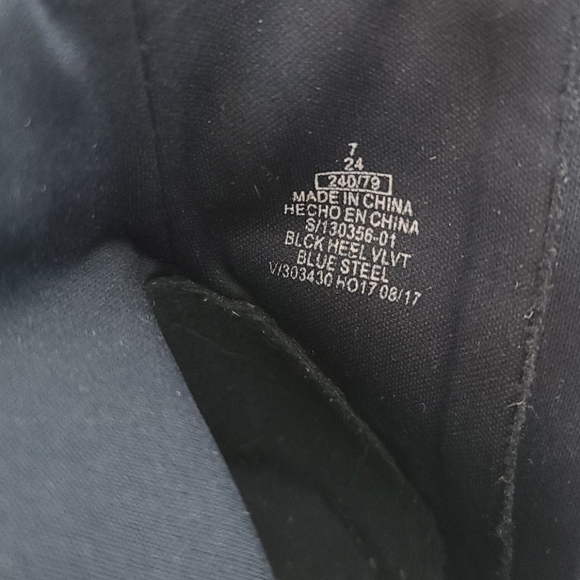 7
24
240/79
MADE IN CHINA
HECHO EN CHINA
S/130356-01
BLCK HEEL VLVT
BLUE STEEL
V/303430 HO17 08/17